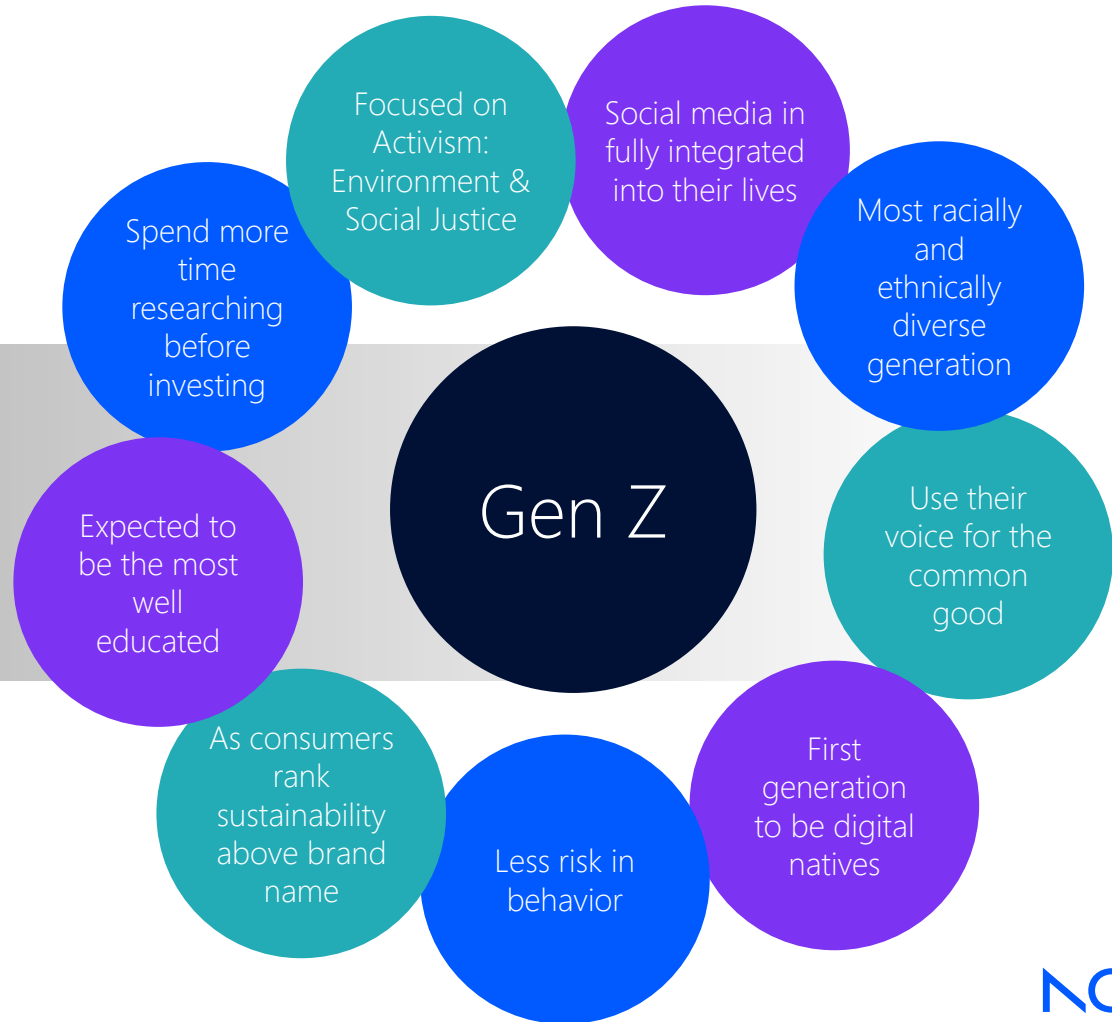 Focused on
Activism:
Environment &
Social Justice
Social media in
fully integrated
into their lives
Most racially
and
ethnically
diverse
generation
Spend more
time
researching
before
investing
Gen Z
Use their
voice for the
common
good
Expected to
be the most
well
educated
First
generation
to be digital
natives
As consumers
rank
sustainability
above brand
name
Less risk in
behavior